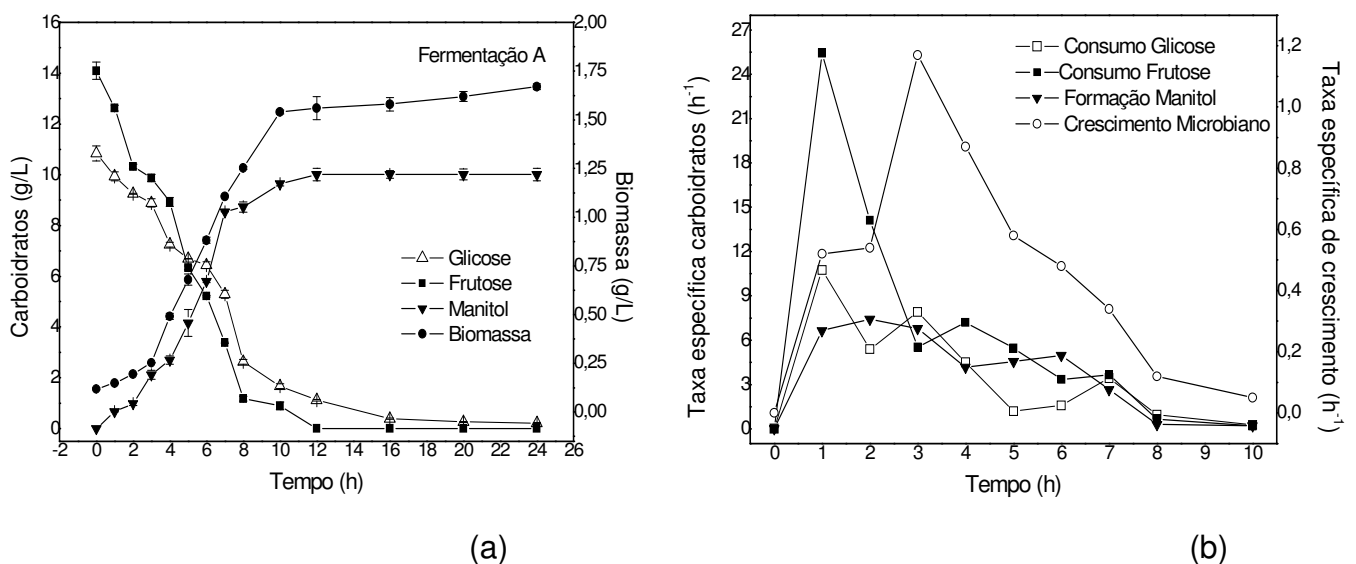 Fermentação A
Carboidratos (g/L)
16
14
12
10
8
6
4
2
0
Glicose
Frutose
Manitol
Biomassa
2,00
1,75
1,50
1,25
1,00
0,75
0,50
0,25
0,00
Biomassa (g/L)
-2 0 2 4 6 8 10 12 14 16 18 20 22 24 26
Tempo (h)
(a)
Taxa específica carboidratos (h-1)
27
24
21
18
15
12
9
6
3
0
Consumo Glicose
Consumo Frutose
Formação Manitol
Crescimento Microbiano
1,2
1,0
0,8
0,6
0,4
0,2
0,0
Taxa específica de crescimento (h-1)
0 1 2 3 4 5 6 7 8 10
Tempo (h)
(b)